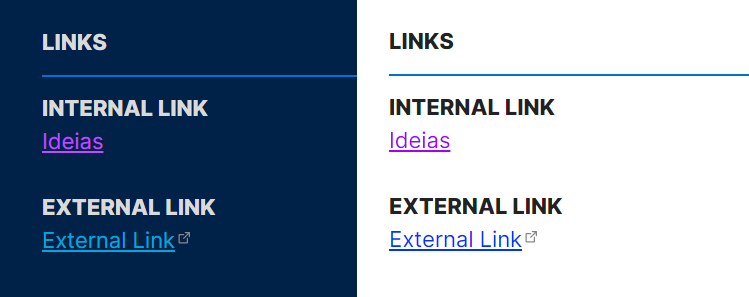 LINKS
INTERNAL LINK
Ideias
EXTERNAL LINK
External Link
LINKS
INTERNAL LINK
Ideias
EXTERNAL LINK
External Link